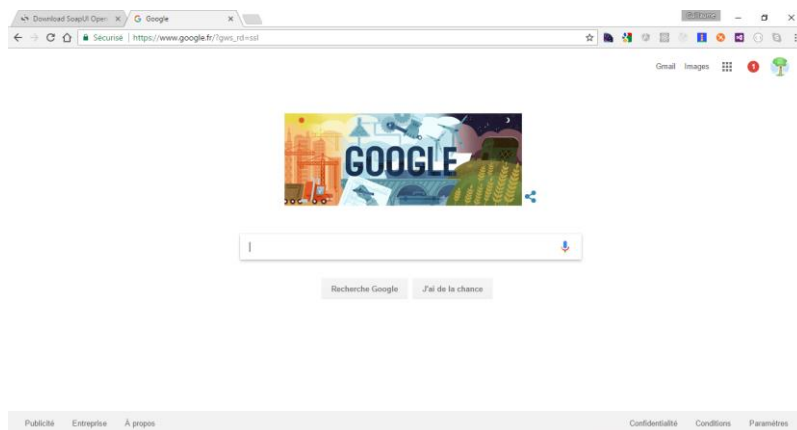 Download SoapUI Open
Google
Sécurisé | https://www.google.fr/?gws_rd=ssl
Gmail Images
1
GOOGLE
Recherche Google J'ai de la chance
Publicité Entreprise À propos Confidentialité Conditions Paramètres